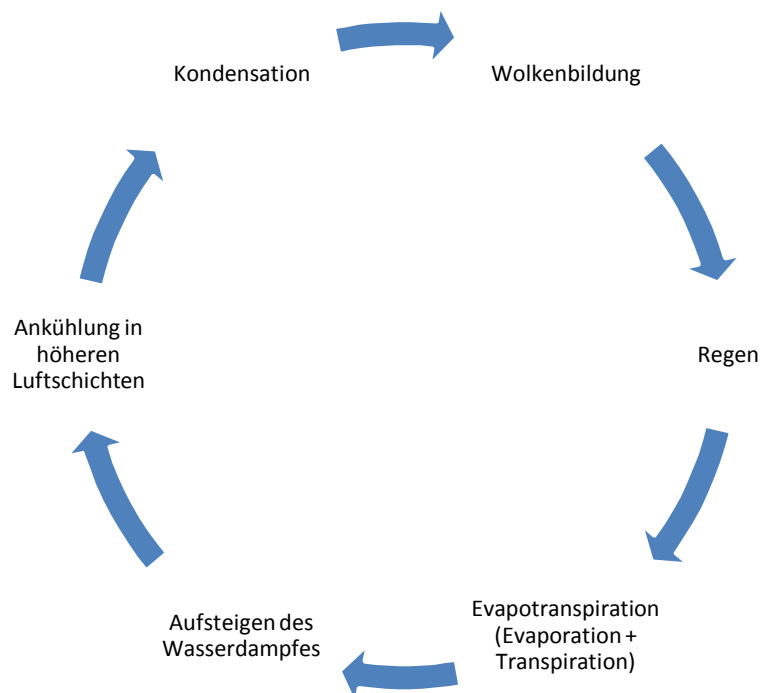 Kondensation
Wolkenbildung
Regen
Evapotranspiration
(Evaporation +
Transpiration)
Aufsteigen des
Wasserdampfes
Ankühlung in
höheren
Luftschichten